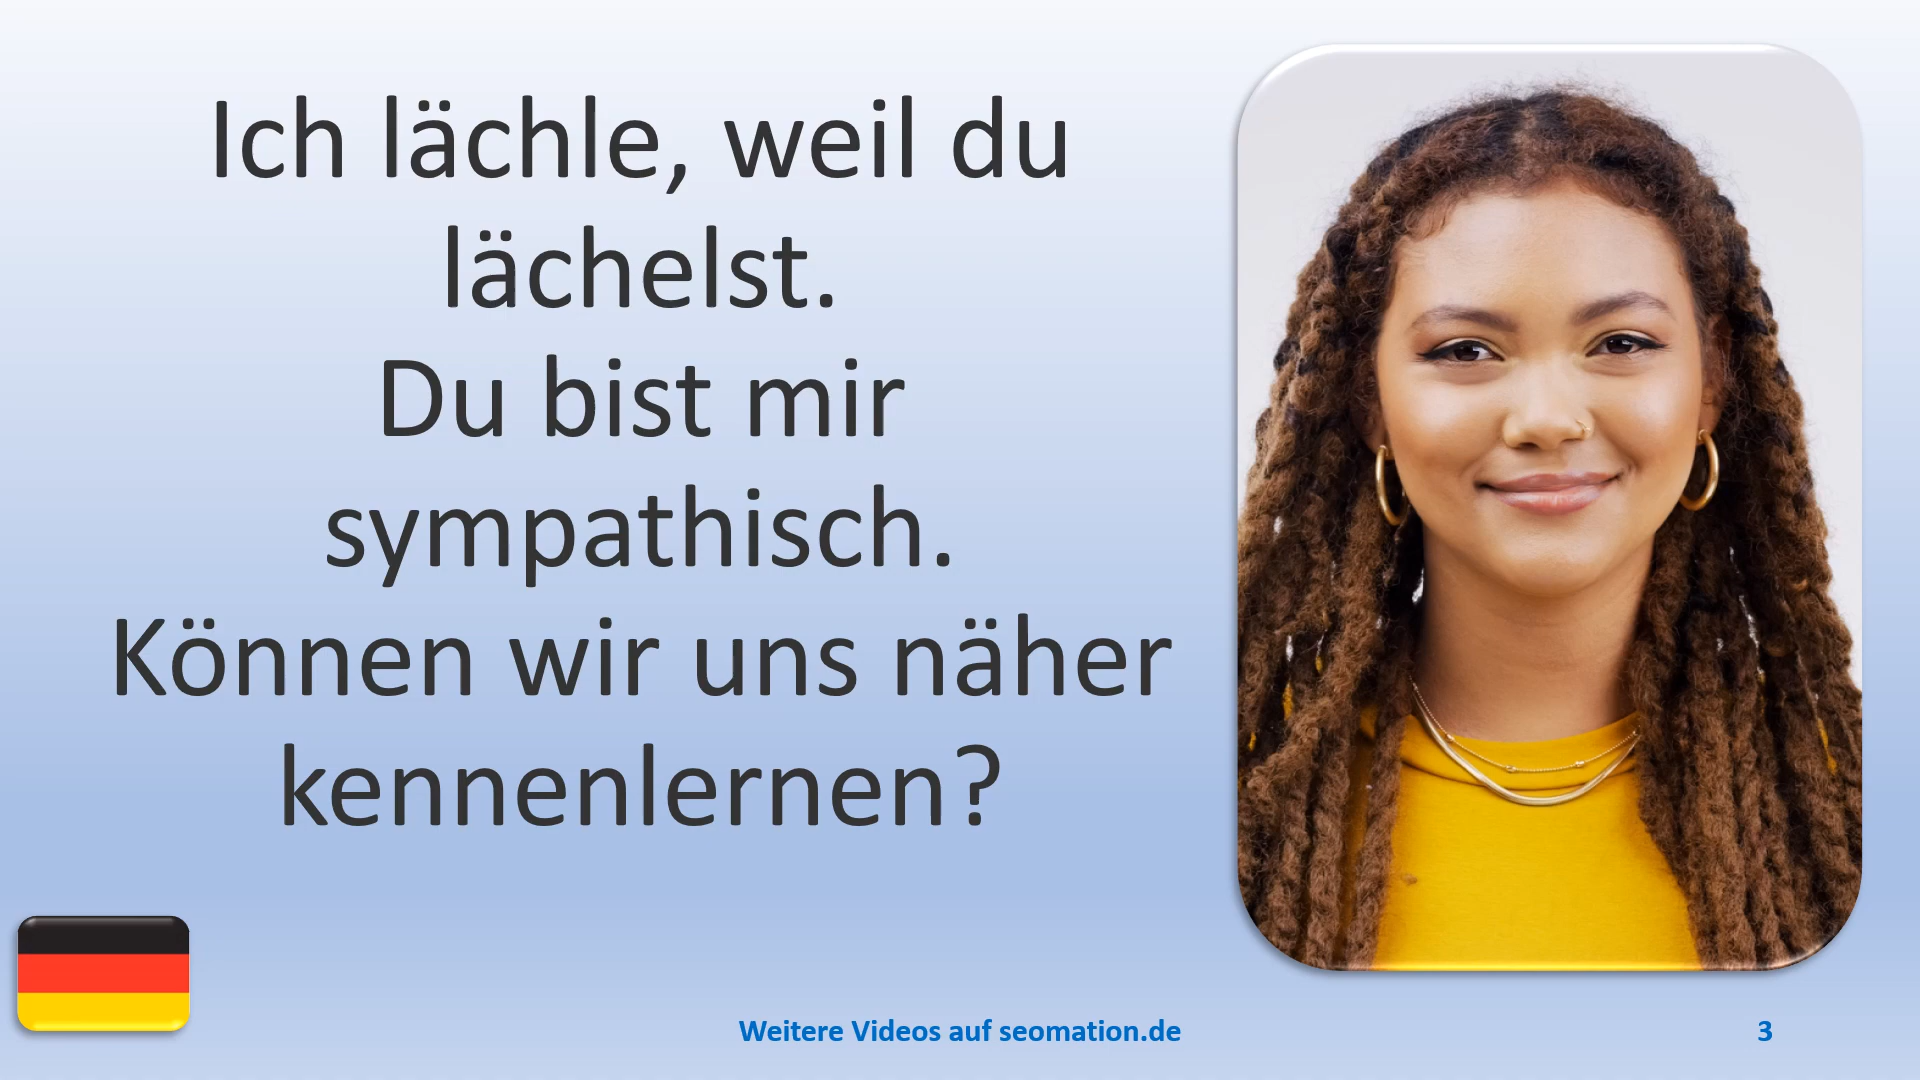 Ich lächle, weil du
lächelst.
Du bist mir
sympathisch.
Können wir uns näher
kennenlernen?
Weitere Videos auf seomation.de
3